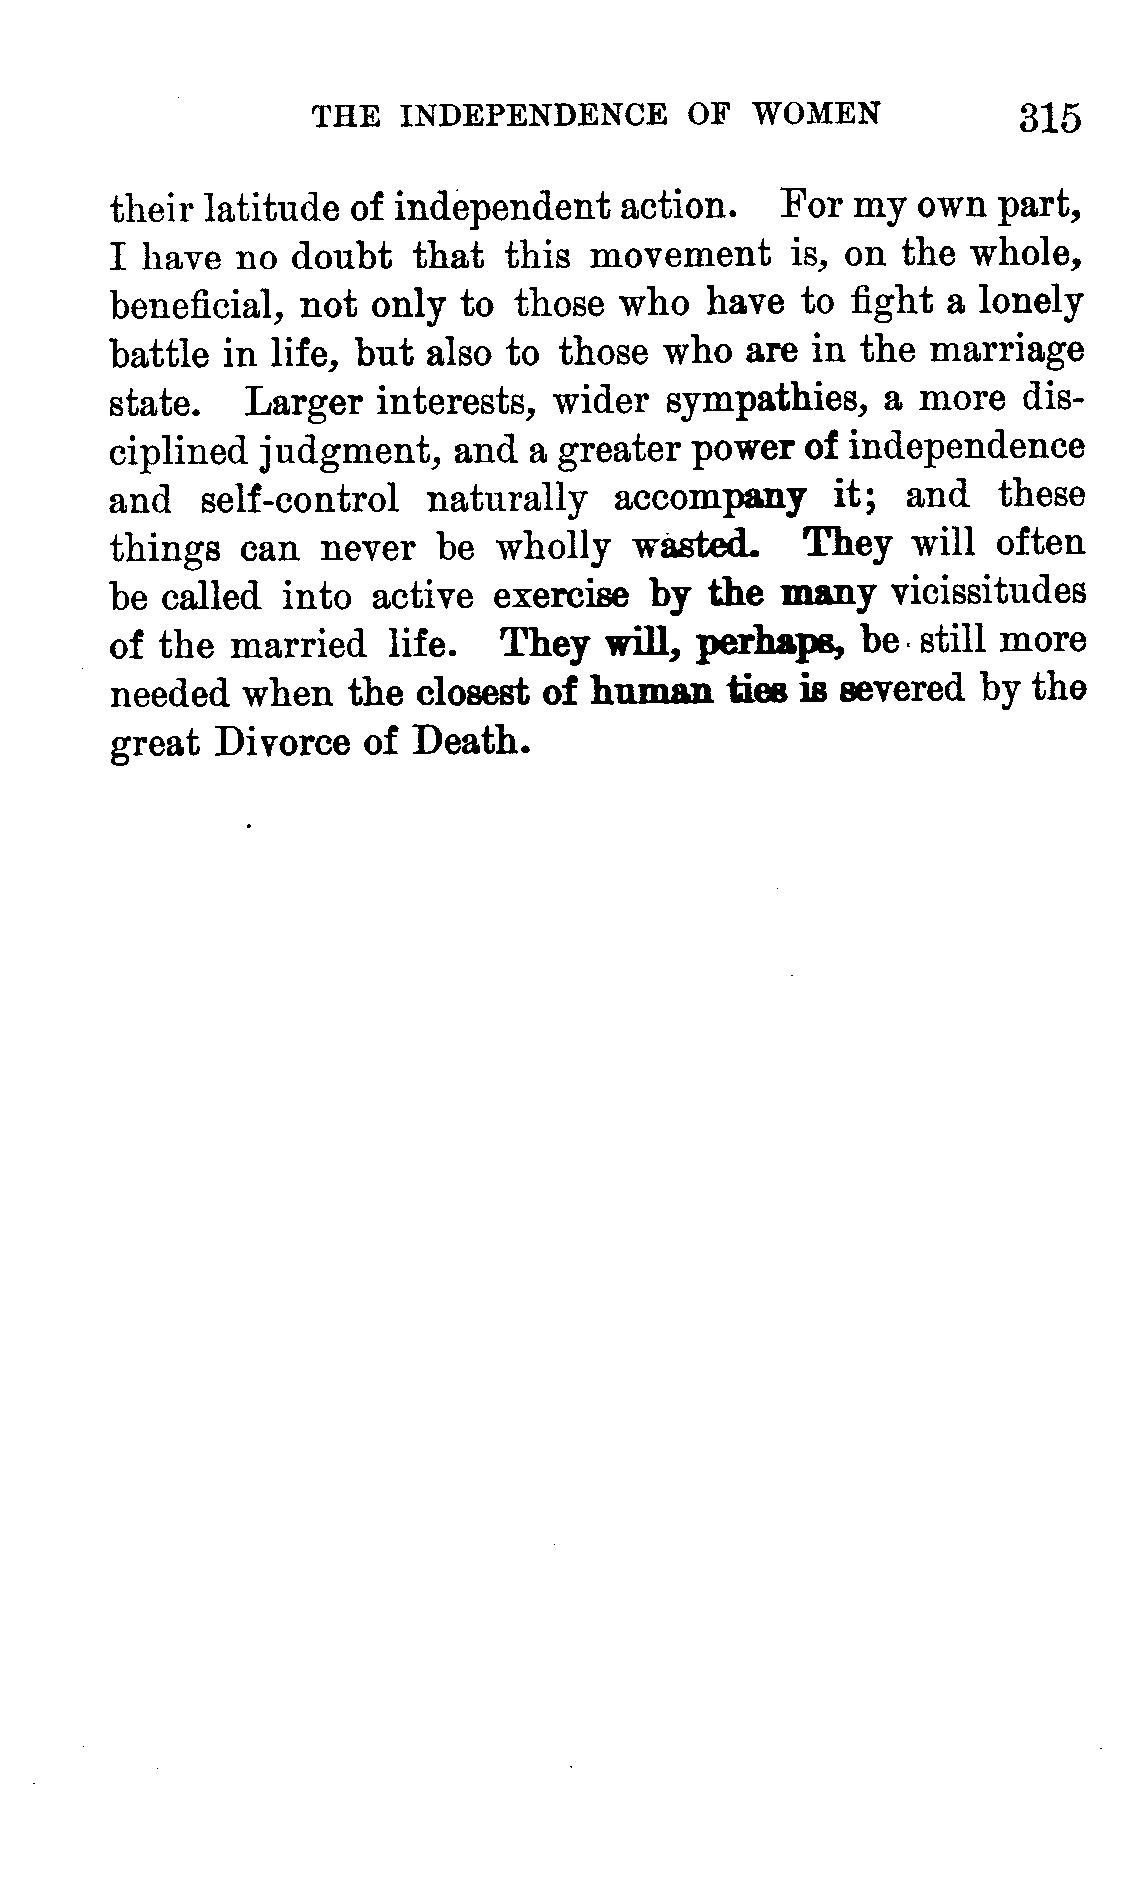 THE INDEPENDENCE OF WOMEN 315
their latitude of independent action. For my own part,
I have no doubt that this movement is, on the whole,
beneficial, not only to those who have to fight a lonely
battle in life, but also to those who are in the marriage
state. Larger interests, wider sympathies, a more dis-
ciplined judgment, and a greater power of independence
and self-control naturally accompany it; and these
things can never be wholly wasted. They will often
be called into active exercise by the many vicissitudes
of the married life. They will, perhaps, be still more
needed when the closest of human ties is severed by the
great Divorce of Death.